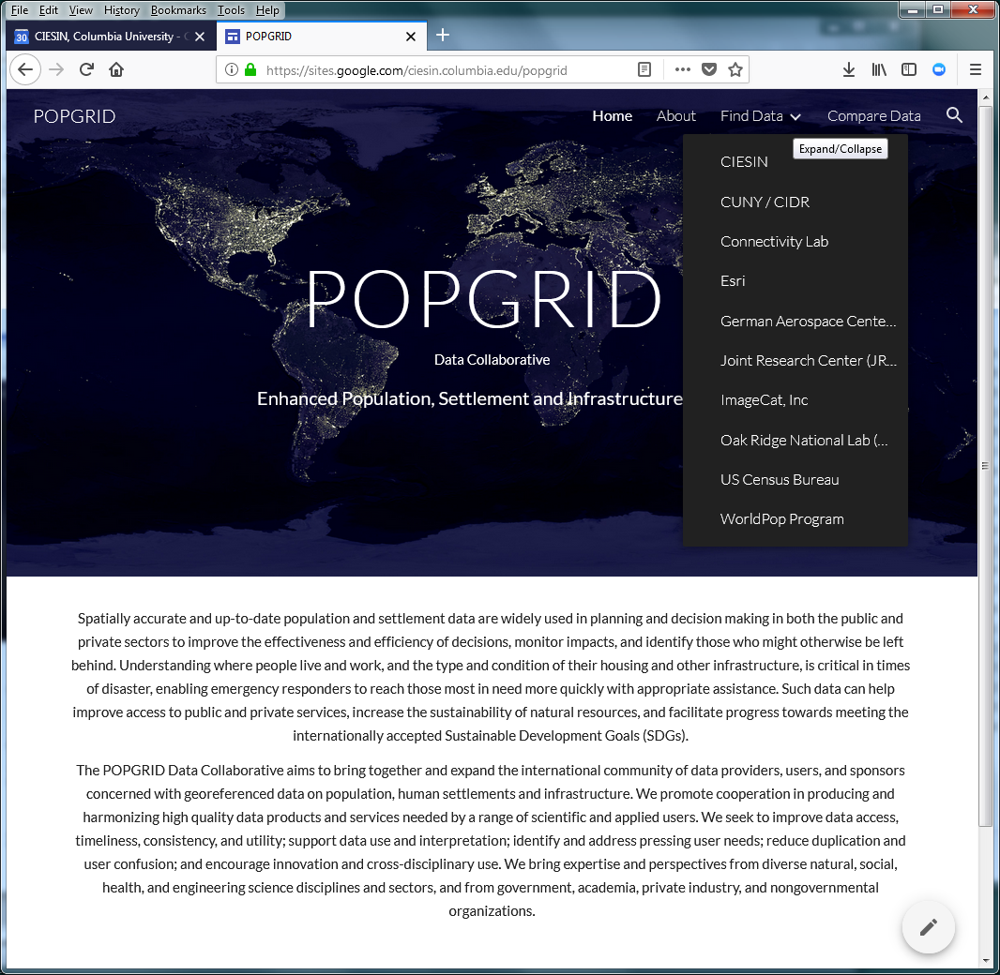 File Edit View History Bookmarks Tools Help
30 CIESIN, Columbia University -
POPGRID
https://sites.google.com/ciesin.columbia.edu/popgrid
POPGRID
Home About Find Data Compare Data
Expand/Collapse
CIESIN
CUNY / CIDR
Connectivity Lab
Esri
German Aerospace Cente...
Joint Research Center (JR...
ImageCat, Inc
Oak Ridge National Lab (...
US Census Bureau
WorldPop Program
POPGRID
Data Collaborative
Enhanced Population, Settlement and Infrastructure
Spatially accurate and up-to-date population and settlement data are widely used in planning and decision making in both the public and
private sectors to improve the effectiveness and efficiency of decisions, monitor impacts, and identify those who might otherwise be left
behind. Understanding where people live and work, and the type and condition of their housing and other infrastructure, is critical in times
of disaster, enabling emergency responders to reach those most in need more quickly with appropriate assistance. Such data can help
improve access to public and private services, increase the sustainability of natural resources, and facilitate progress towards meeting the
internationally accepted Sustainable Development Goals (SDGs).
The POPGRID Data Collaborative aims to bring together and expand the international community of data providers, users, and sponsors
concerned with georeferenced data on population, human settlements and infrastructure. We promote cooperation in producing and
harmonizing high quality data products and services needed by a range of scientific and applied users. We seek to improve data access,
timeliness, consistency, and utility; support data use and interpretation; identify and address pressing user needs; reduce duplication and
user confusion; and encourage innovation and cross-disciplinary use. We bring expertise and perspectives from diverse natural, social,
health, and engineering science disciplines and sectors, and from government, academia, private industry, and nongovernmental
organizations.